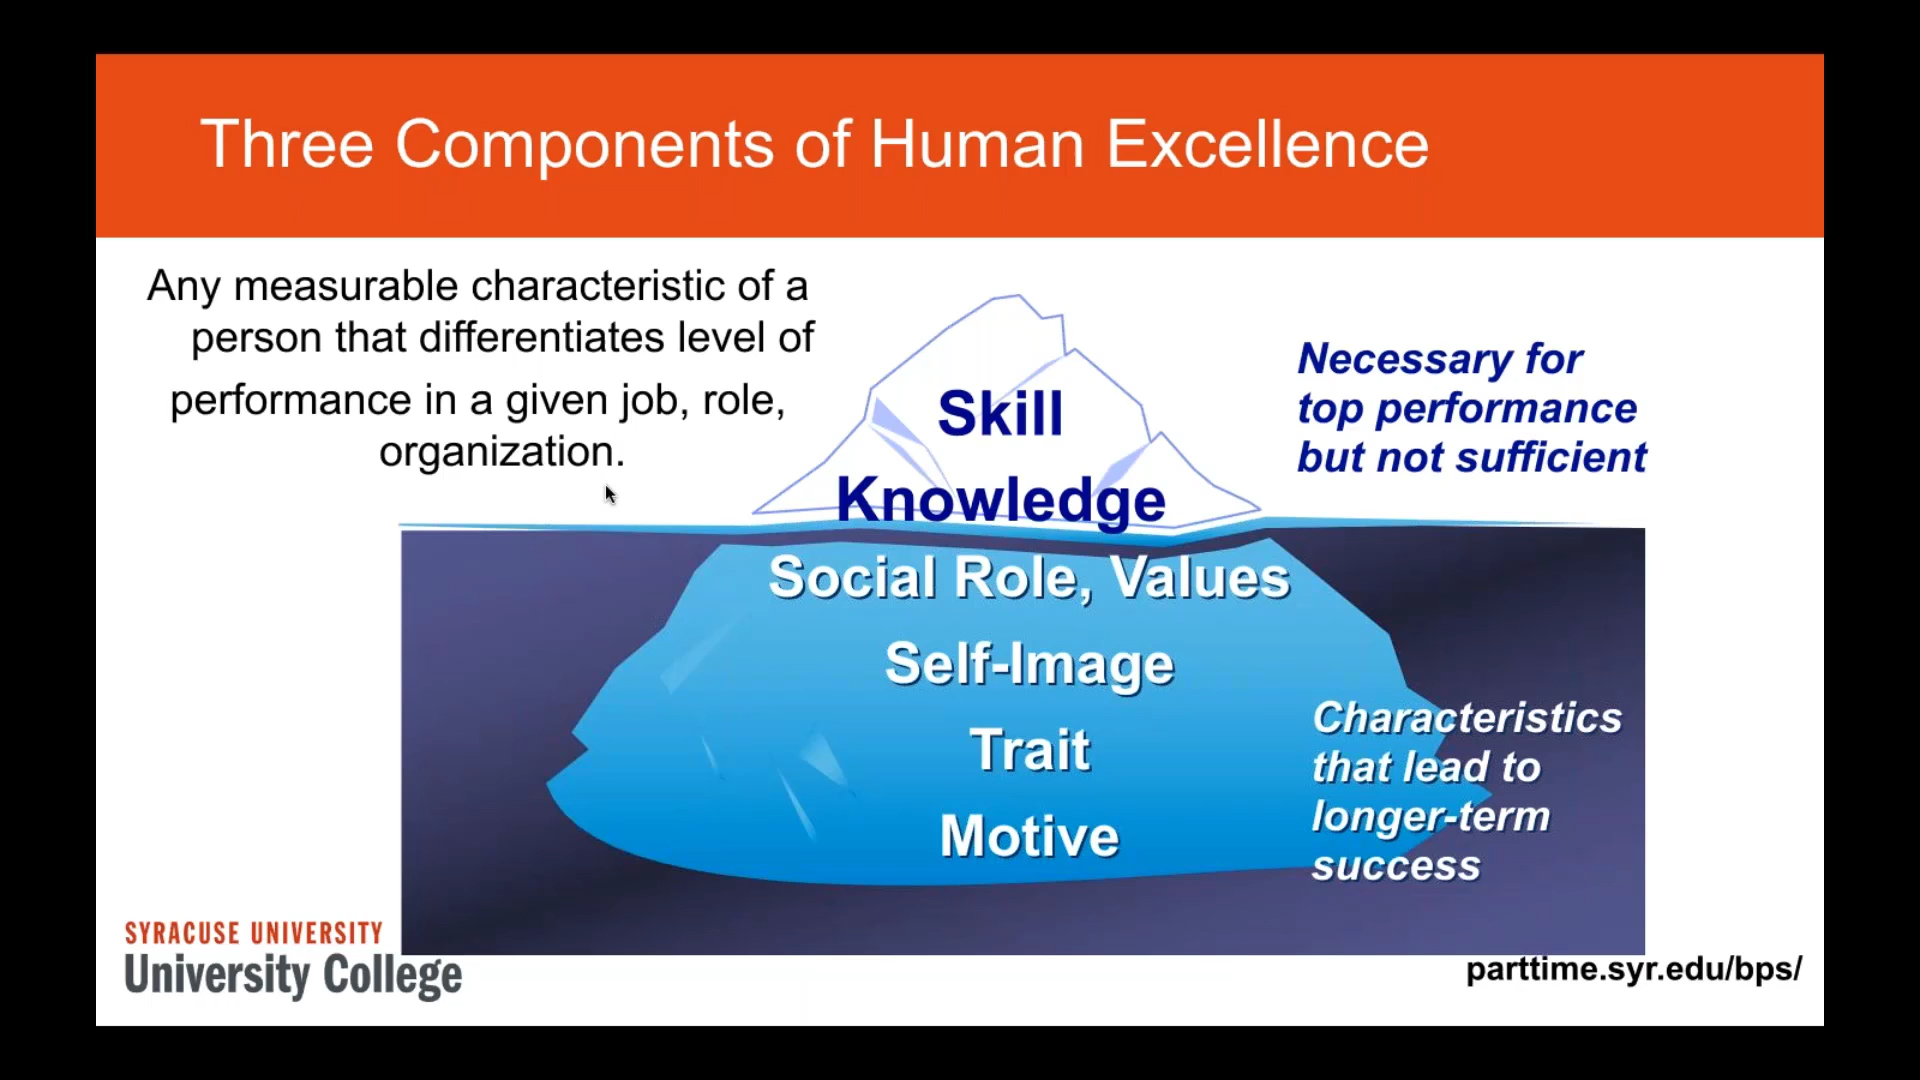 Three Components of Human Excellence
Any measurable characteristic of a
person that differentiates level of
performance in a given job, role,
organization.
Skill
Knowledge
Necessary for
top performance
but not sufficient
Social Role, Values
Self-Image
Trait
Motive
Characteristics
that lead to
longer-term
success
SYRACUSE UNIVERSITY
University College
parttime.syr.edu/bps/